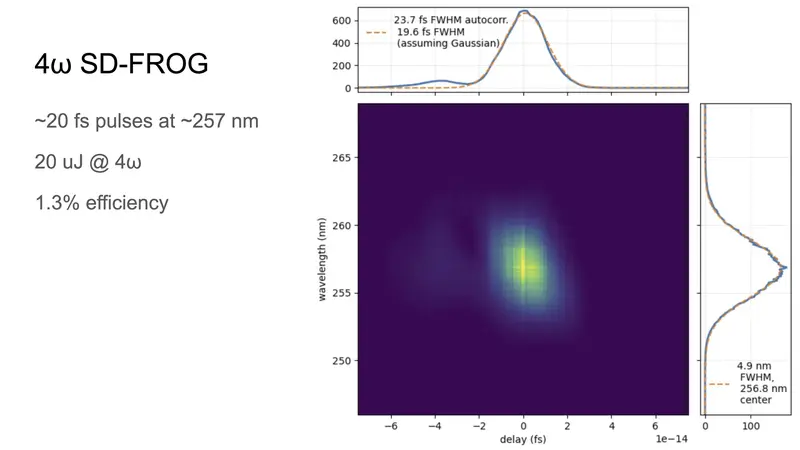 4ω SD-FROG
~20 fs pulses at ~257 nm
20 uJ @ 4ω
1.3% efficiency
23.7 fs FWHM autocorr.
19.6 fs FWHM
(assuming Gaussian)
600
400
200
0
265
260
255
250
wavelength (nm)
−6 −4 −2 0 2 4 6
delay (fs)
1e−14
4.9 nm
FWHM,
256.8 nm
center
0 100